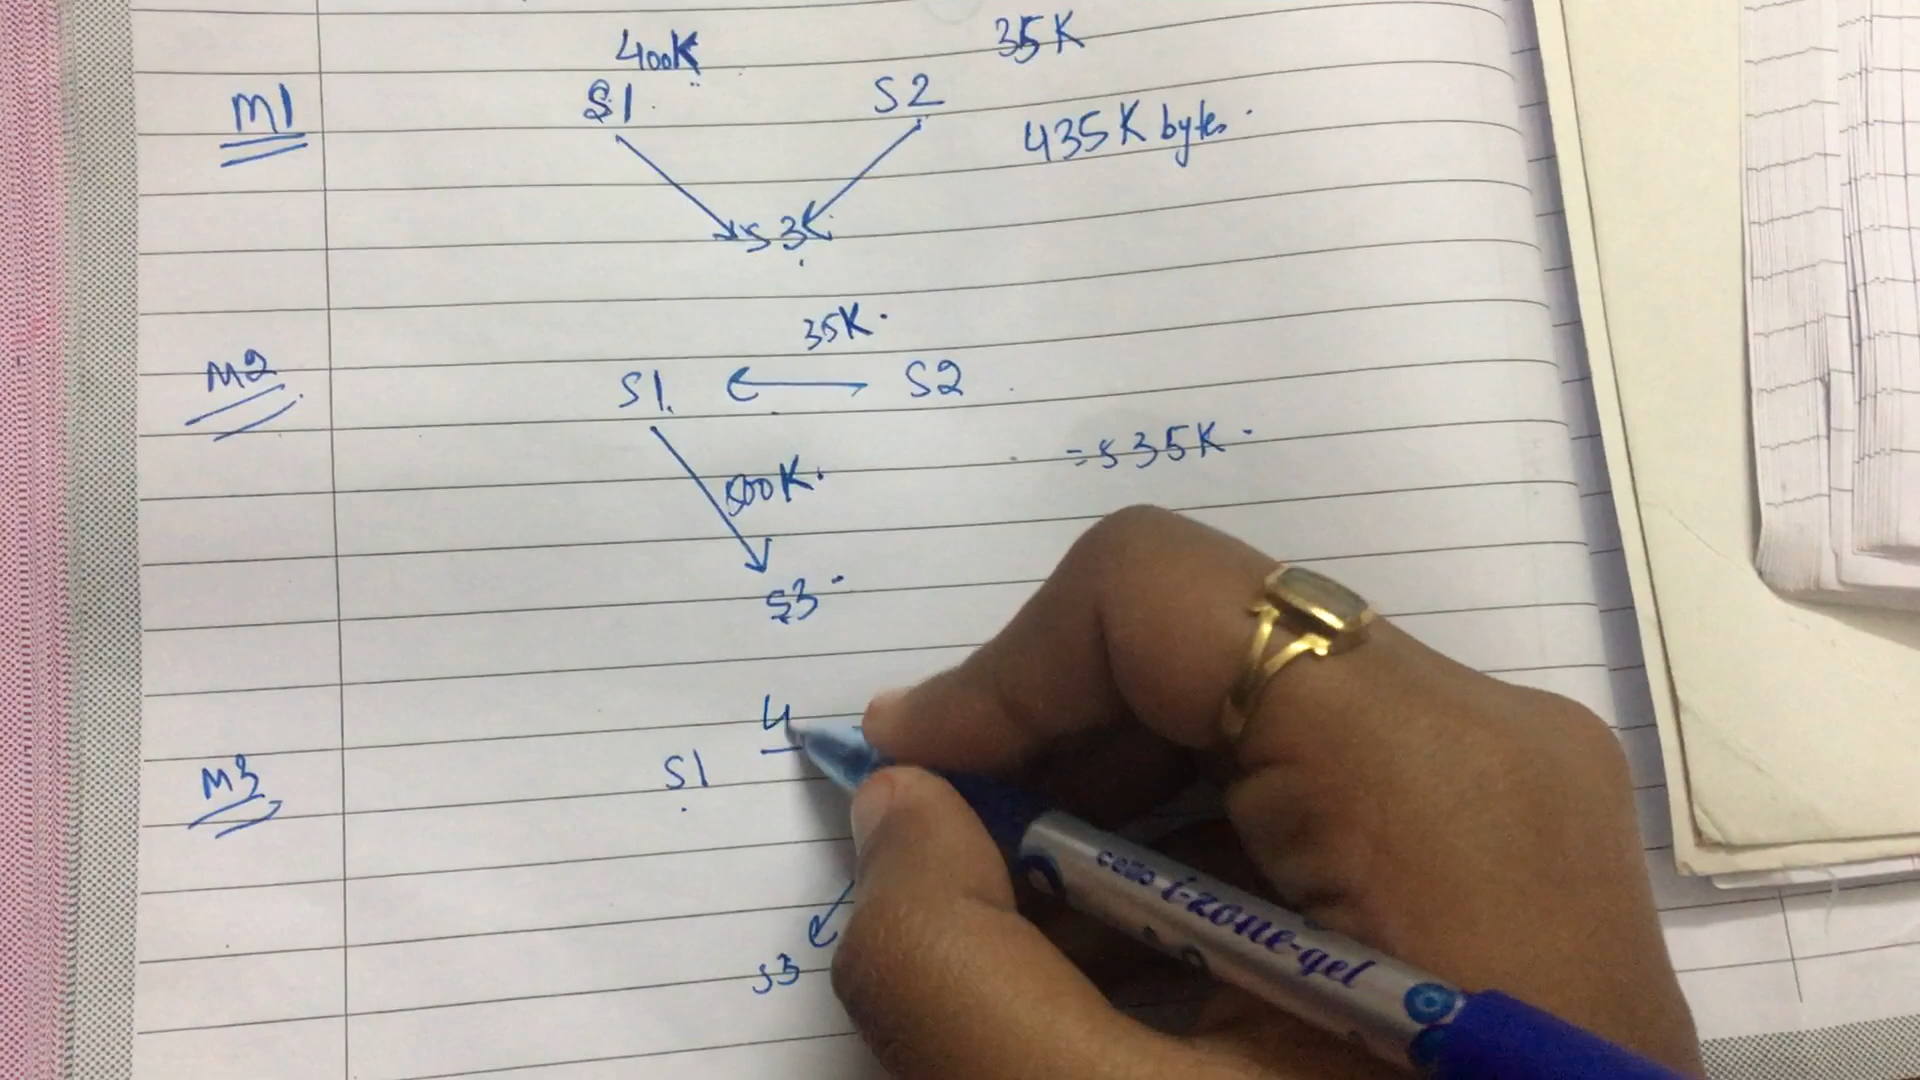 400K
35K
M1
S1
S2
435K bytes.
S3
35K.
M2
S1
S2
= 535K.
500K.
S3
4
M3
S1
S3
cello i-zone-gel